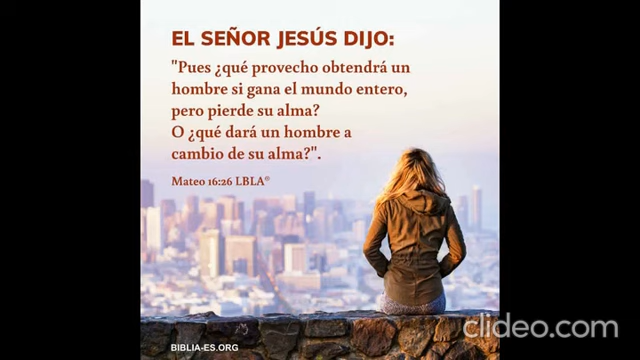 EL SEÑOR JESÚS DIJO:
"Pues ¿qué provecho obtendrá un
hombre si gana el mundo entero,
pero pierde su alma?
O ¿qué dará un hombre a
cambio de su alma?".
Mateo 16:26 LBLA®
BIBLIA-ES.ORG
clideo.com